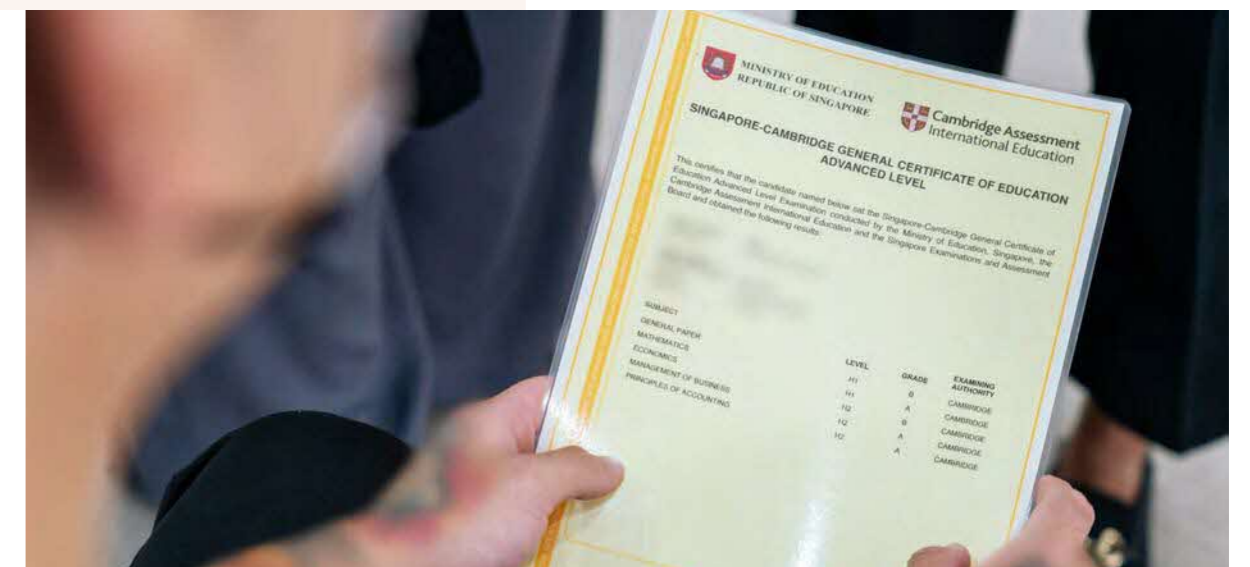 MINISTRY OF EDUCATION
REPUBLIC OF SINGAPORE
Cambridge Assessment
International Education
SINGAPORE-CAMBRIDGE GENERAL CERTIFICATE OF EDUCATION
ADVANCED LEVEL
This certifies that the candidate named below sat the Singapore-Cambridge General Certificate of
Education Advanced Level Examination conducted by the Ministry of Education, Singapore, the
Cambridge Assessment International Education and the Singapore Examinations and Assessment
Board and obtained the following results:
SUBJECT LEVEL GRADE EXAMINING AUTHORITY
GENERAL PAPER H1 B CAMBRIDGE
MATHEMATICS H1 A CAMBRIDGE
ECONOMICS H2 B CAMBRIDGE
MANAGEMENT OF BUSINESS H2 A CAMBRIDGE
PRINCIPLES OF ACCOUNTING H2 A CAMBRIDGE